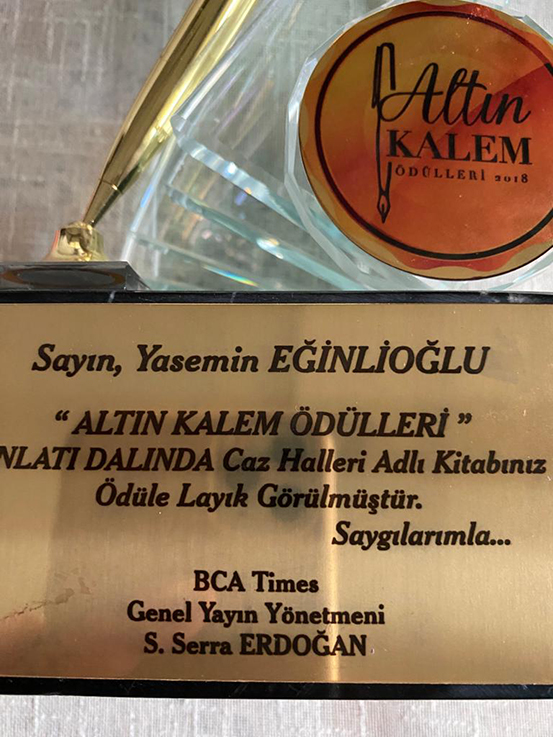 Altın
KALEM
ÖDÜLLERİ 2018
Sayın, Yasemin EĞİNLİOĞLU
“ ALTIN KALEM ÖDÜLLERİ ”
NLATI DALINDA Caz Halleri Adlı Kitabınız
Ödüle Layık Görülmüştür.
Saygılarımla...
BCA Times
Genel Yayın Yönetmeni
S. Serra ERDOĞAN